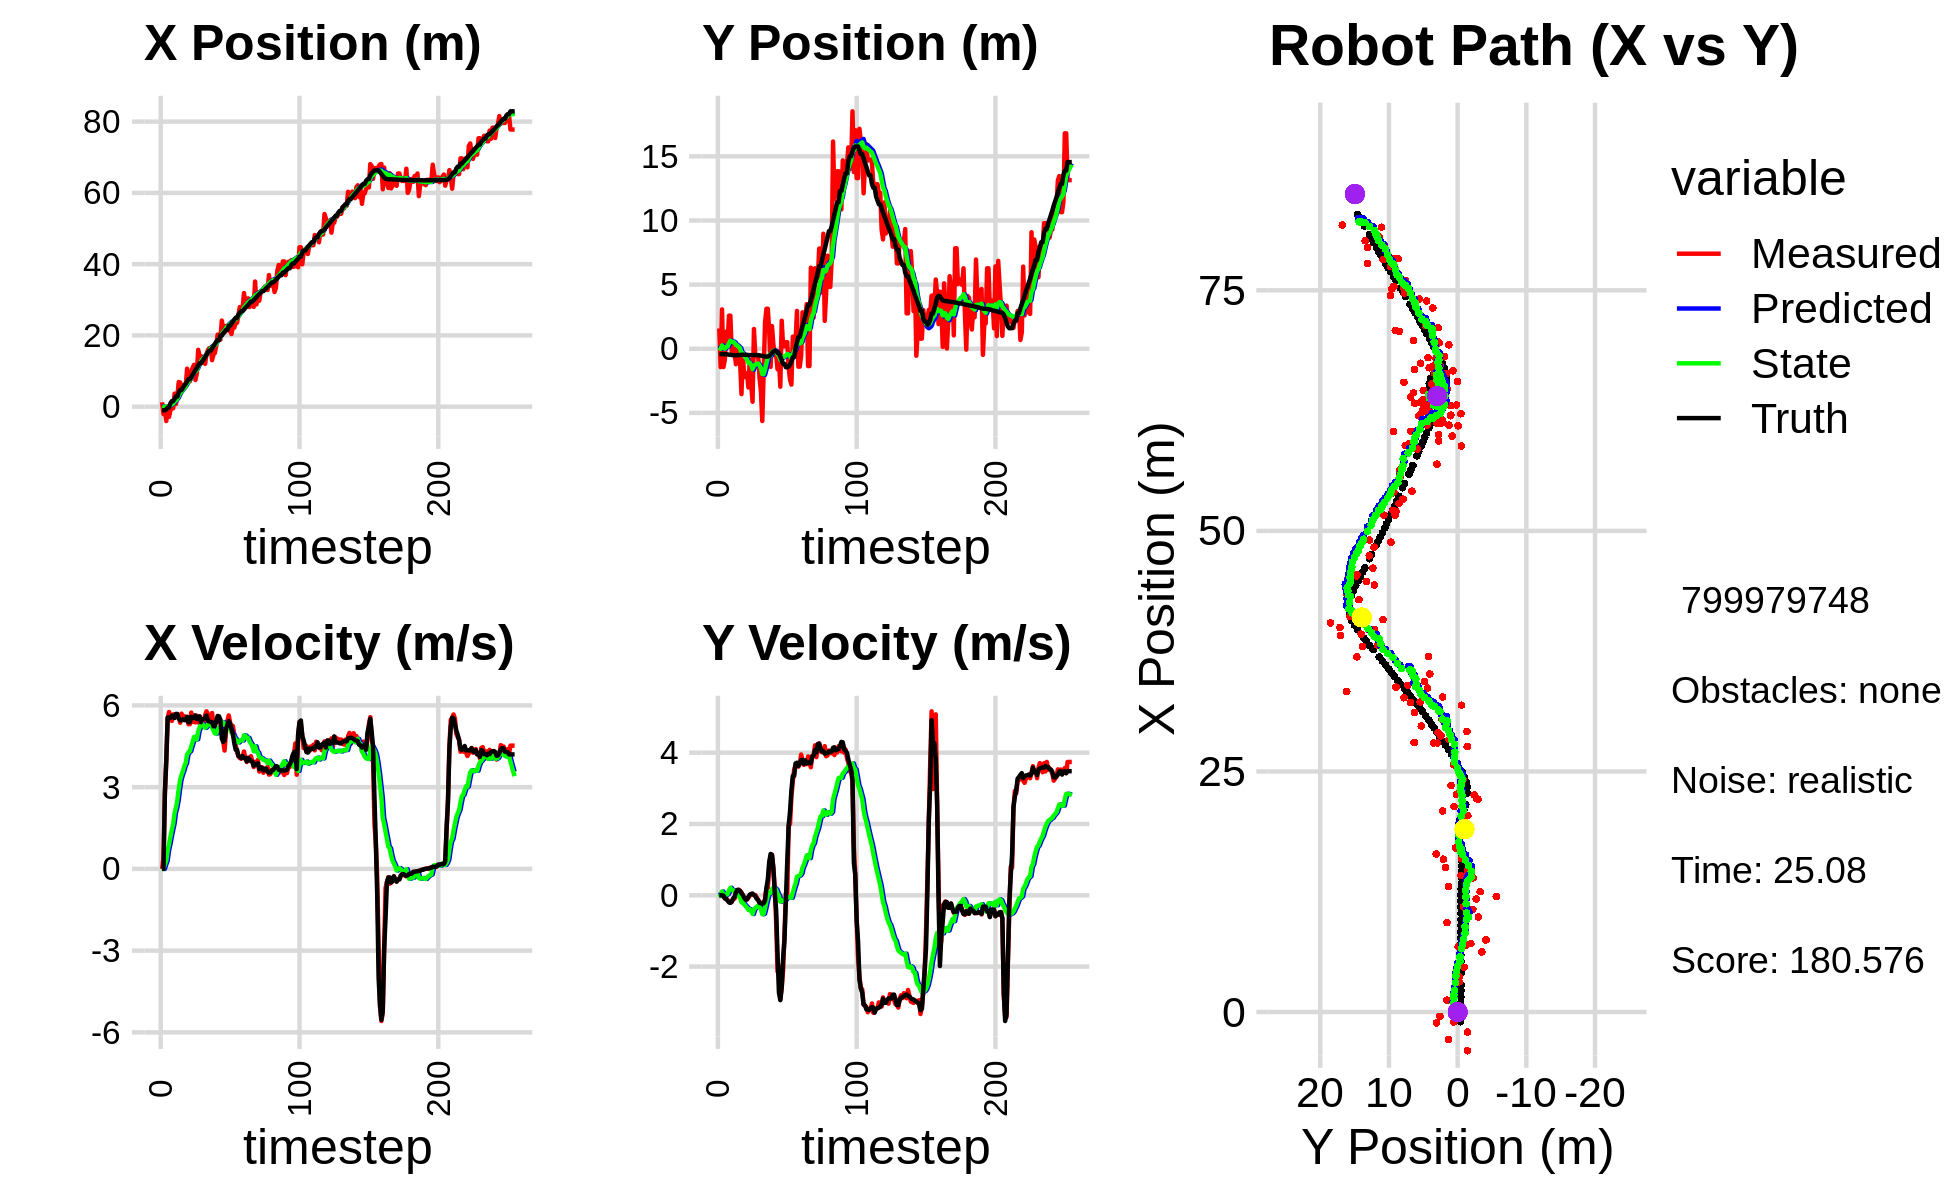 X Position (m)
80
60
40
20
0
0
100
200
timestep
Y Position (m)
15
10
5
0
-5
0
100
200
timestep
X Velocity (m/s)
6
3
0
-3
-6
0
100
200
timestep
Y Velocity (m/s)
4
2
0
-2
0
100
200
timestep
Robot Path (X vs Y)
X Position (m)
75
50
25
0
20 10 0 -10 -20
Y Position (m)
variable
Measured
Predicted
State
Truth
799979748
Obstacles: none
Noise: realistic
Time: 25.08
Score: 180.576